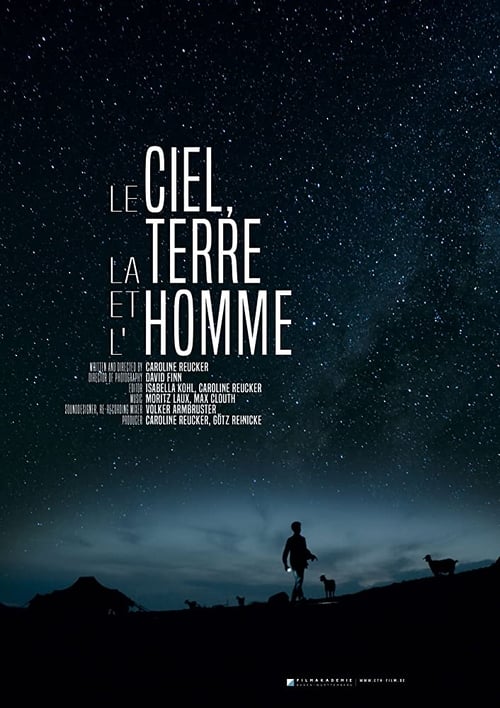 LE CIEL,
LA TERRE
ET
L' HOMME
WRITTEN AND DIRECTED BY CAROLINE REUCKER
DIRECTOR OF PHOTOGRAPHY DAVID FINN
EDITOR ISABELLA KOHL, CAROLINE REUCKER
MUSIC MORITZ LAUX, MAX CLOUTH
SOUNDDESIGNER, RE-RECORDING MIXER VOLKER ARMBRUSTER
PRODUCER CAROLINE REUCKER, GÖTZ REINICKE
FILMAKADEMIE WWW.CTH-FILM.DE
BADEN-WÜRTTEMBERG